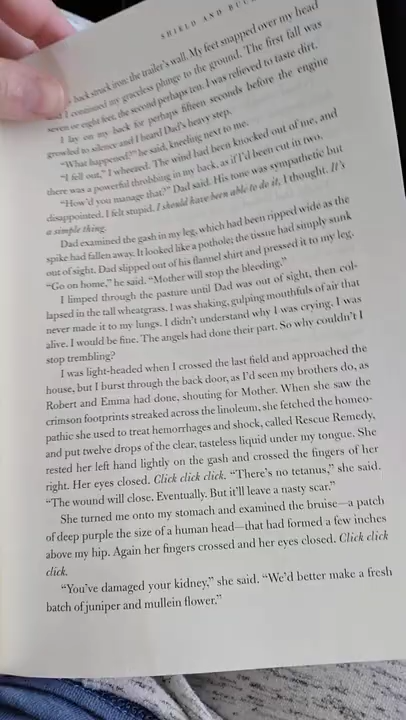 SHIELD AND BUC
back struck iron: the trailer's wall. My feet snapped over my head
I continued my graceless plunge to the ground. The first fall was
seven or eight feet, the second perhaps ten. I was relieved to taste dirt.
I lay on my back for perhaps fifteen seconds before the engine
growled to silence and I heard Dad's heavy step.
"What happened?" he said, kneeling next to me.
"I fell out," I wheezed. The wind had been knocked out of me, and
there was a powerful throbbing in my back, as if I'd been cut in two.
"How'd you manage that?" Dad said. His tone was sympathetic but
disappointed. I felt stupid. I should have been able to do it, I thought. It's
a simple thing.
Dad examined the gash in my leg, which had been ripped wide as the
spike had fallen away. It looked like a pothole; the tissue had simply sunk
out of sight. Dad slipped out of his flannel shirt and pressed it to my leg.
"Go on home," he said. "Mother will stop the bleeding."
I limped through the pasture until Dad was out of sight, then col-
lapsed in the tall wheatgrass. I was shaking, gulping mouthfuls of air that
never made it to my lungs. I didn't understand why I was crying. I was
alive. I would be fine. The angels had done their part. So why couldn't I
stop trembling?
I was light-headed when I crossed the last field and approached the
house, but I burst through the back door, as I'd seen my brothers do, as
Robert and Emma had done, shouting for Mother. When she saw the
crimson footprints streaked across the linoleum, she fetched the homeo-
pathic she used to treat hemorrhages and shock, called Rescue Remedy,
and put twelve drops of the clear, tasteless liquid under my tongue. She
rested her left hand lightly on the gash and crossed the fingers of her
right. Her eyes closed. Click click click. "There's no tetanus," she said.
"The wound will close. Eventually. But it'll leave a nasty scar."
She turned me onto my stomach and examined the bruise—a patch
of deep purple the size of a human head—that had formed a few inches
above my hip. Again her fingers crossed and her eyes closed. Click click
click.
"You've damaged your kidney," she said. "We'd better make a fresh
batch of juniper and mullein flower."